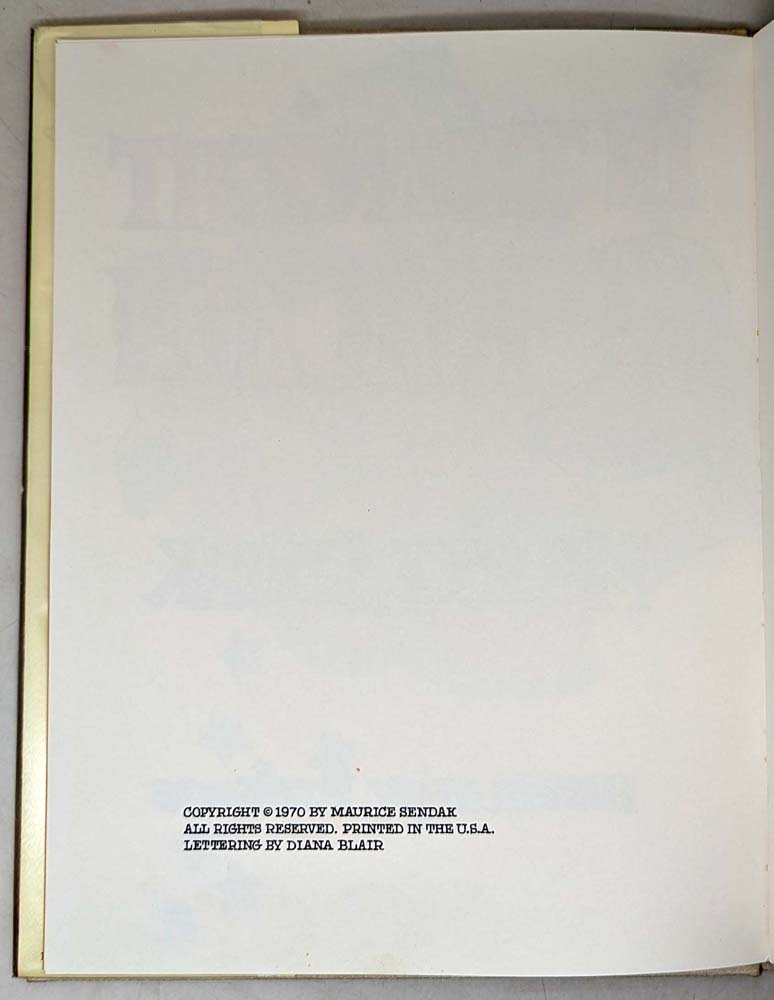 COPYRIGHT © 1970 BY MAURICE SENDAK
ALL RIGHTS RESERVED. PRINTED IN THE U.S.A.
LETTERING BY DIANA BLAIR